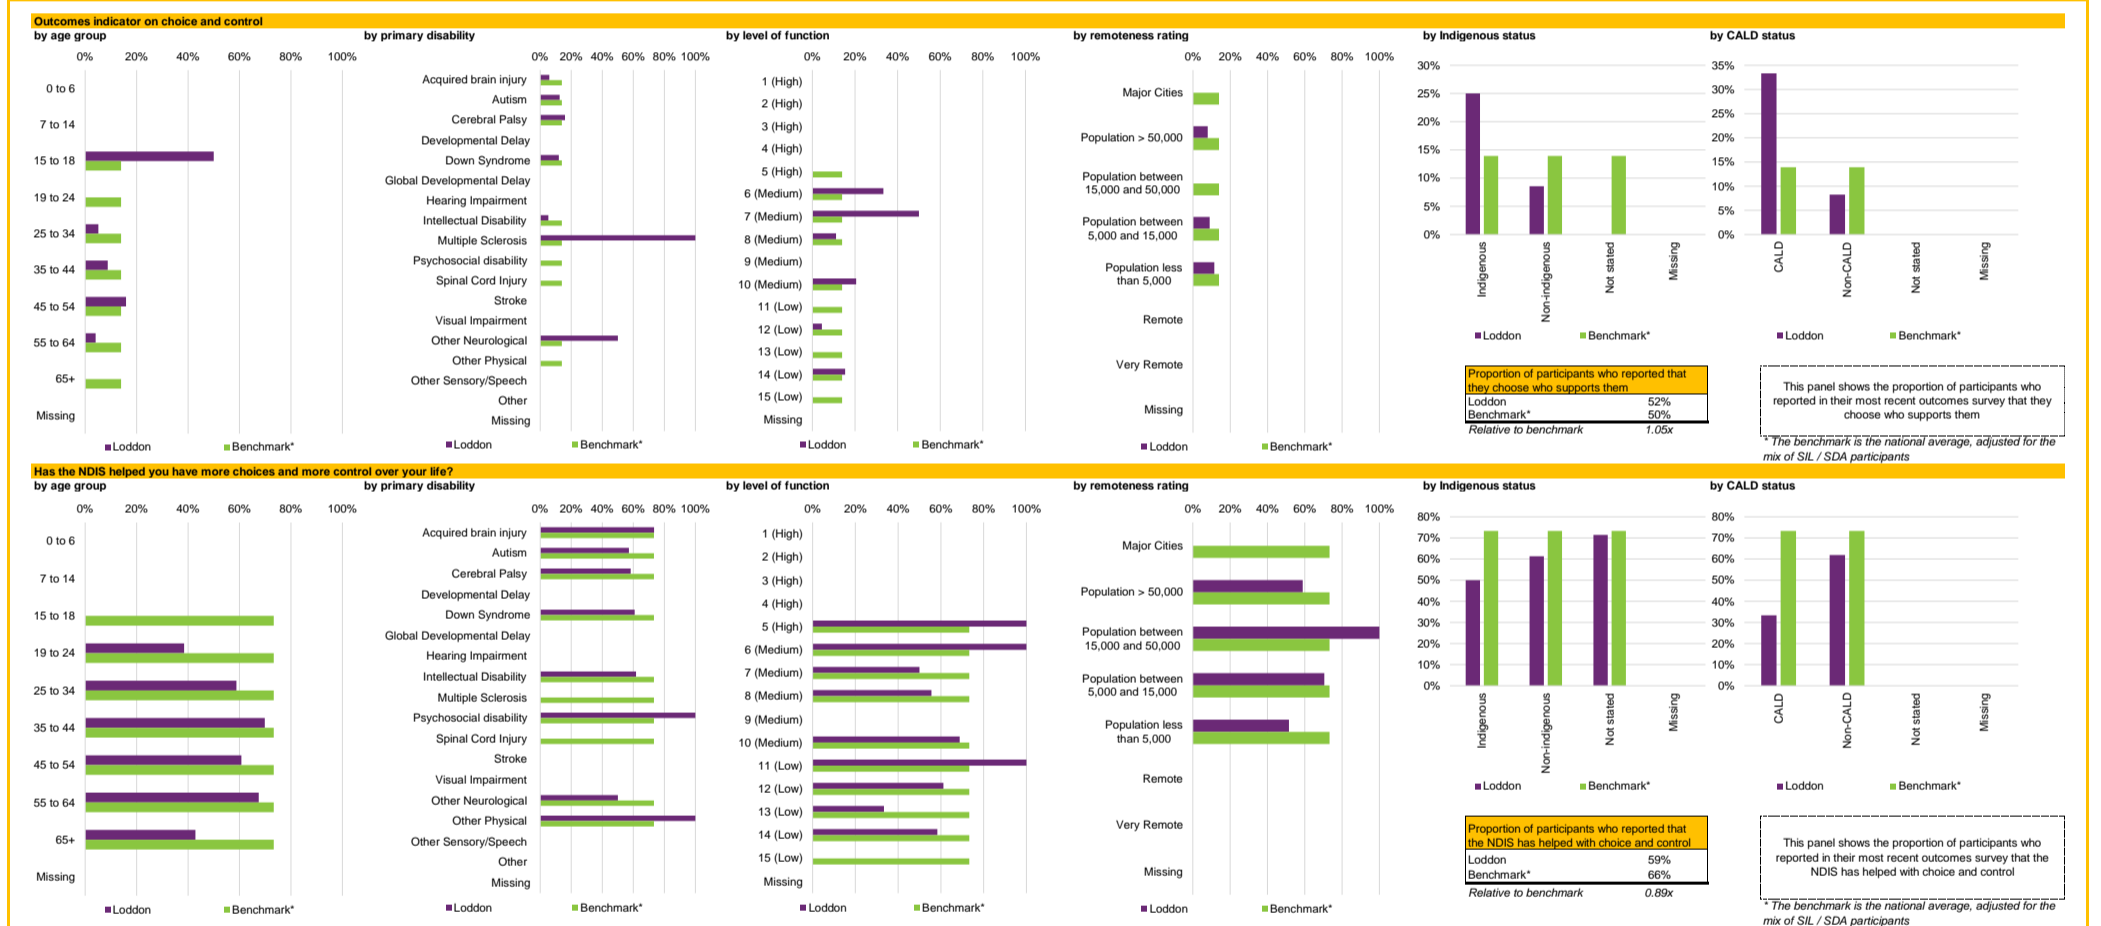 Outcomes indicator on choice and control
by age group
0% 20% 40% 60% 80% 100%
0 to 6
7 to 14
15 to 18
19 to 24
25 to 34
35 to 44
45 to 54
55 to 64
65+
Missing
Loddon Benchmark*
by primary disability
0% 20% 40% 60% 80% 100%
Acquired brain injury
Autism
Cerebral Palsy
Developmental Delay
Down Syndrome
Global Developmental Delay
Hearing Impairment
Intellectual Disability
Multiple Sclerosis
Psychosocial disability
Spinal Cord Injury
Stroke
Visual Impairment
Other Neurological
Other Physical
Other Sensory/Speech
Other
Missing
Loddon Benchmark*
by level of function
0% 20% 40% 60% 80% 100%
1 (High)
2 (High)
3 (High)
4 (High)
5 (High)
6 (Medium)
7 (Medium)
8 (Medium)
9 (Medium)
10 (Medium)
11 (Low)
12 (Low)
13 (Low)
14 (Low)
15 (Low)
Missing
Loddon Benchmark*
by remoteness rating
0% 20% 40% 60% 80% 100%
Major Cities
Population > 50,000
Population between
15,000 and 50,000
Population between
5,000 and 15,000
Population less
than 5,000
Remote
Very Remote
Missing
Loddon Benchmark*
by Indigenous status
30%
25%
20%
15%
10%
5%
0%
Indigenous
Non-indigenous
Not stated
Missing
Loddon Benchmark*
Proportion of participants who reported that
they choose who supports them
Loddon 52%
Benchmark* 50%
Relative to benchmark 1.05x
by CALD status
35%
30%
25%
20%
15%
10%
5%
0%
CALD
Non-CALD
Not stated
Missing
Loddon Benchmark*
This panel shows the proportion of participants who
reported in their most recent outcomes survey that they
choose who supports them
* The benchmark is the national average, adjusted for the
mix of SIL / SDA participants
Has the NDIS helped you have more choices and more control over your life?
by age group
0% 20% 40% 60% 80% 100%
0 to 6
7 to 14
15 to 18
19 to 24
25 to 34
35 to 44
45 to 54
55 to 64
65+
Missing
Loddon Benchmark*
by primary disability
0% 20% 40% 60% 80% 100%
Acquired brain injury
Autism
Cerebral Palsy
Developmental Delay
Down Syndrome
Global Developmental Delay
Hearing Impairment
Intellectual Disability
Multiple Sclerosis
Psychosocial disability
Spinal Cord Injury
Stroke
Visual Impairment
Other Neurological
Other Physical
Other Sensory/Speech
Other
Missing
Loddon Benchmark*
by level of function
0% 20% 40% 60% 80% 100%
1 (High)
2 (High)
3 (High)
4 (High)
5 (High)
6 (Medium)
7 (Medium)
8 (Medium)
9 (Medium)
10 (Medium)
11 (Low)
12 (Low)
13 (Low)
14 (Low)
15 (Low)
Missing
Loddon Benchmark*
by remoteness rating
0% 20% 40% 60% 80% 100%
Major Cities
Population > 50,000
Population between
15,000 and 50,000
Population between
5,000 and 15,000
Population less
than 5,000
Remote
Very Remote
Missing
Loddon Benchmark*
by Indigenous status
80%
70%
60%
50%
40%
30%
20%
10%
0%
Indigenous
Non-indigenous
Not stated
Missing
Loddon Benchmark*
Proportion of participants who reported that
the NDIS has helped with choice and control
Loddon 59%
Benchmark* 66%
Relative to benchmark 0.89x
by CALD status
80%
70%
60%
50%
40%
30%
20%
10%
0%
CALD
Non-CALD
Not stated
Missing
Loddon Benchmark*
This panel shows the proportion of participants who
reported in their most recent outcomes survey that the
NDIS has helped with choice and control
* The benchmark is the national average, adjusted for the
mix of SIL / SDA participants